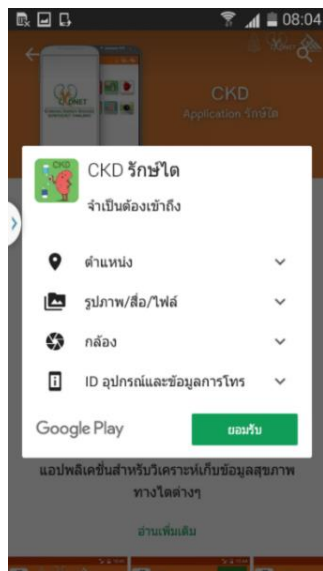 08:04
CKDNET
CKD
Application รักษ์ไต
CKD
CKD รักษ์ไต
จำเป็นต้องเข้าถึง
ตำแหน่ง
รูปภาพ/สื่อ/ไฟล์
กล้อง
ID อุปกรณ์และข้อมูลการโทร
Google Play
ยอมรับ
แอปพลิเคชั่นสำหรับวิเคราะห์เก็บข้อมูลสุขภาพ
ทางไตต่างๆ
อ่านเพิ่มเติม